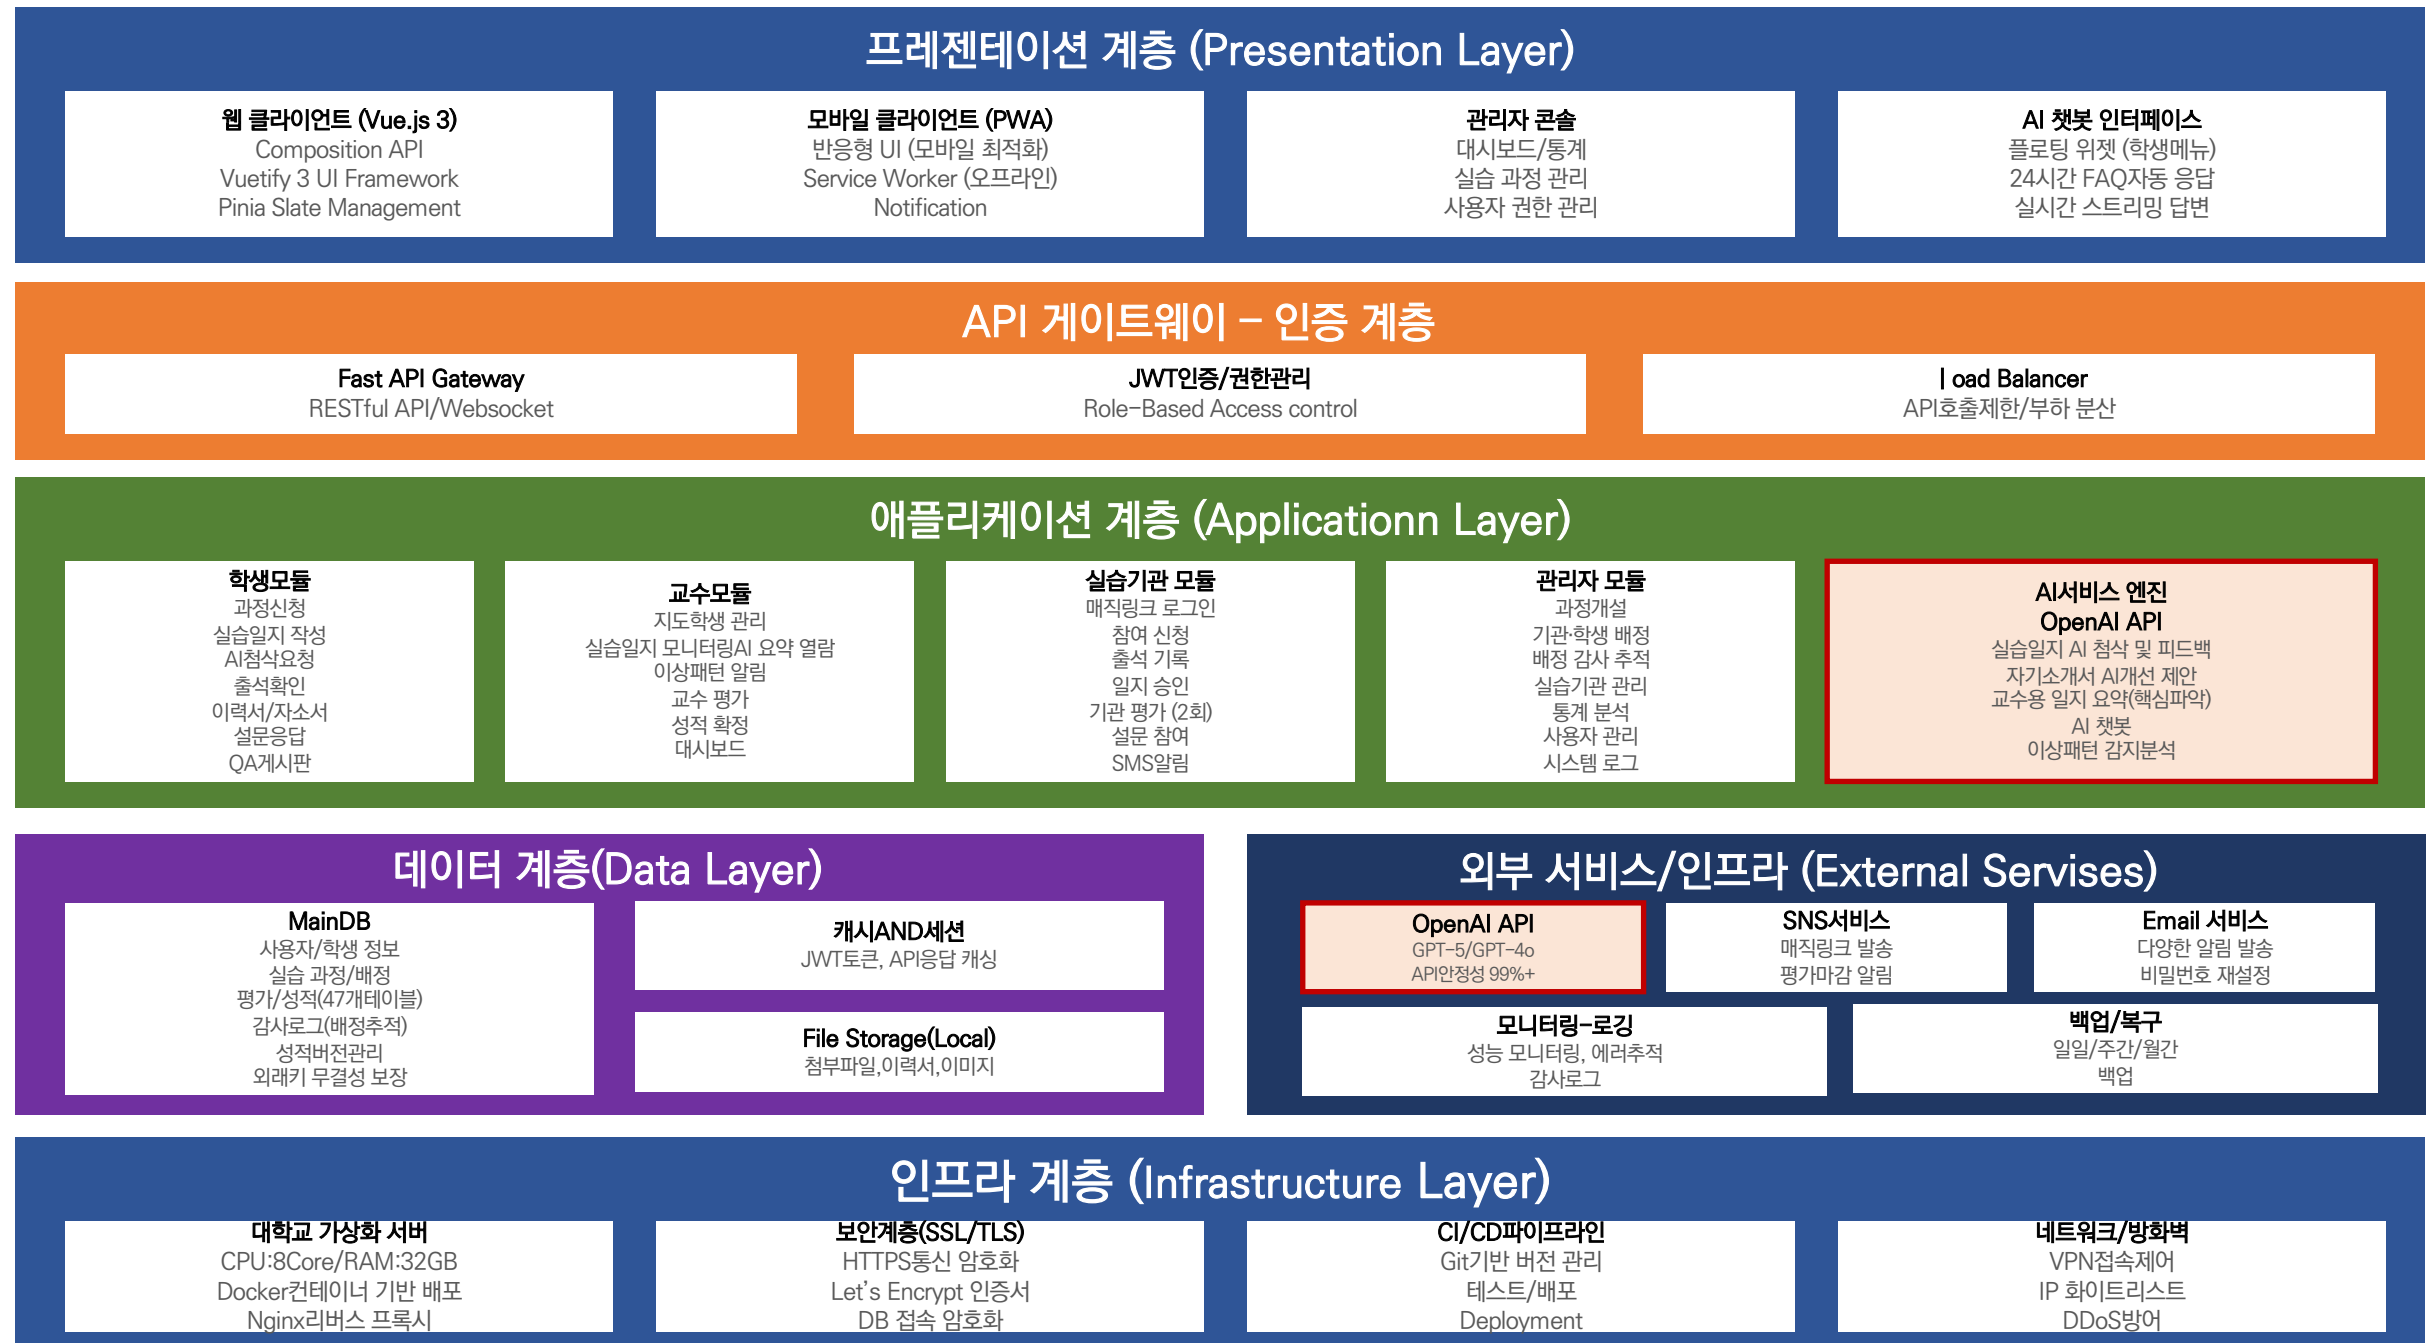 프레젠테이션 계층 (Presentation Layer)
웹 클라이언트 (Vue.js 3)
Composition API
Vuetify 3 UI Framework
Pinia Slate Management
모바일 클라이언트 (PWA)
반응형 UI (모바일 최적화)
Service Worker (오프라인)
Notification
관리자 콘솔
대시보드/통계
실습 과정 관리
사용자 권한 관리
AI 챗봇 인터페이스
플로팅 위젯 (학생메뉴)
24시간 FAQ자동 응답
실시간 스트리밍 답변
API 게이트웨이 – 인증 계층
Fast API Gateway
RESTful API/Websocket
JWT인증/권한관리
Role-Based Access control
ㅣoad Balancer
API호출제한/부하 분산
애플리케이션 계층 (Applicationn Layer)
학생모듈
과정신청
실습일지 작성
AI첨삭요청
출석확인
이력서/자소서
설문응답
QA게시판
교수모듈
지도학생 관리
실습일지 모니터링AI 요약 열람
이상패턴 알림
교수 평가
성적 확정
대시보드
실습기관 모듈
매직링크 로그인
참여 신청
출석 기록
일지 승인
기관 평가 (2회)
설문 참여
SMS알림
관리자 모듈
과정개설
기관·학생 배정
배정 감사 추적
실습기관 관리
통계 분석
사용자 관리
시스템 로그
AI서비스 엔진
OpenAI API
실습일지 AI 첨삭 및 피드백
자기소개서 AI개선 제안
교수용 일지 요약(핵심파악)
AI 챗봇
이상패턴 감지분석
데이터 계층(Data Layer)
MainDB
사용자/학생 정보
실습 과정/배정
평가/성적(47개테이블)
감사로그(배정추적)
성적버전관리
외래키 무결성 보장
캐시AND세션
JWT토큰, API응답 캐싱
File Storage(Local)
첨부파일,이력서,이미지
외부 서비스/인프라 (External Servises)
OpenAI API
GPT-5/GPT-4o
API안정성 99%+
SNS서비스
매직링크 발송
평가마감 알림
Email 서비스
다양한 알림 발송
비밀번호 재설정
모니터링-로깅
성능 모니터링, 에러추적
감사로그
백업/복구
일일/주간/월간
백업
인프라 계층 (Infrastructure Layer)
대학교 가상화 서버
CPU:8Core/RAM:32GB
Docker컨테이너 기반 배포
Nginx리버스 프록시
보안계층(SSL/TLS)
HTTPS통신 암호화
Let's Encrypt 인증서
DB 접속 암호화
CI/CD파이프라인
Git기반 버전 관리
테스트/배포
Deployment
네트워크/방화벽
VPN접속제어
IP 화이트리스트
DDoS방어